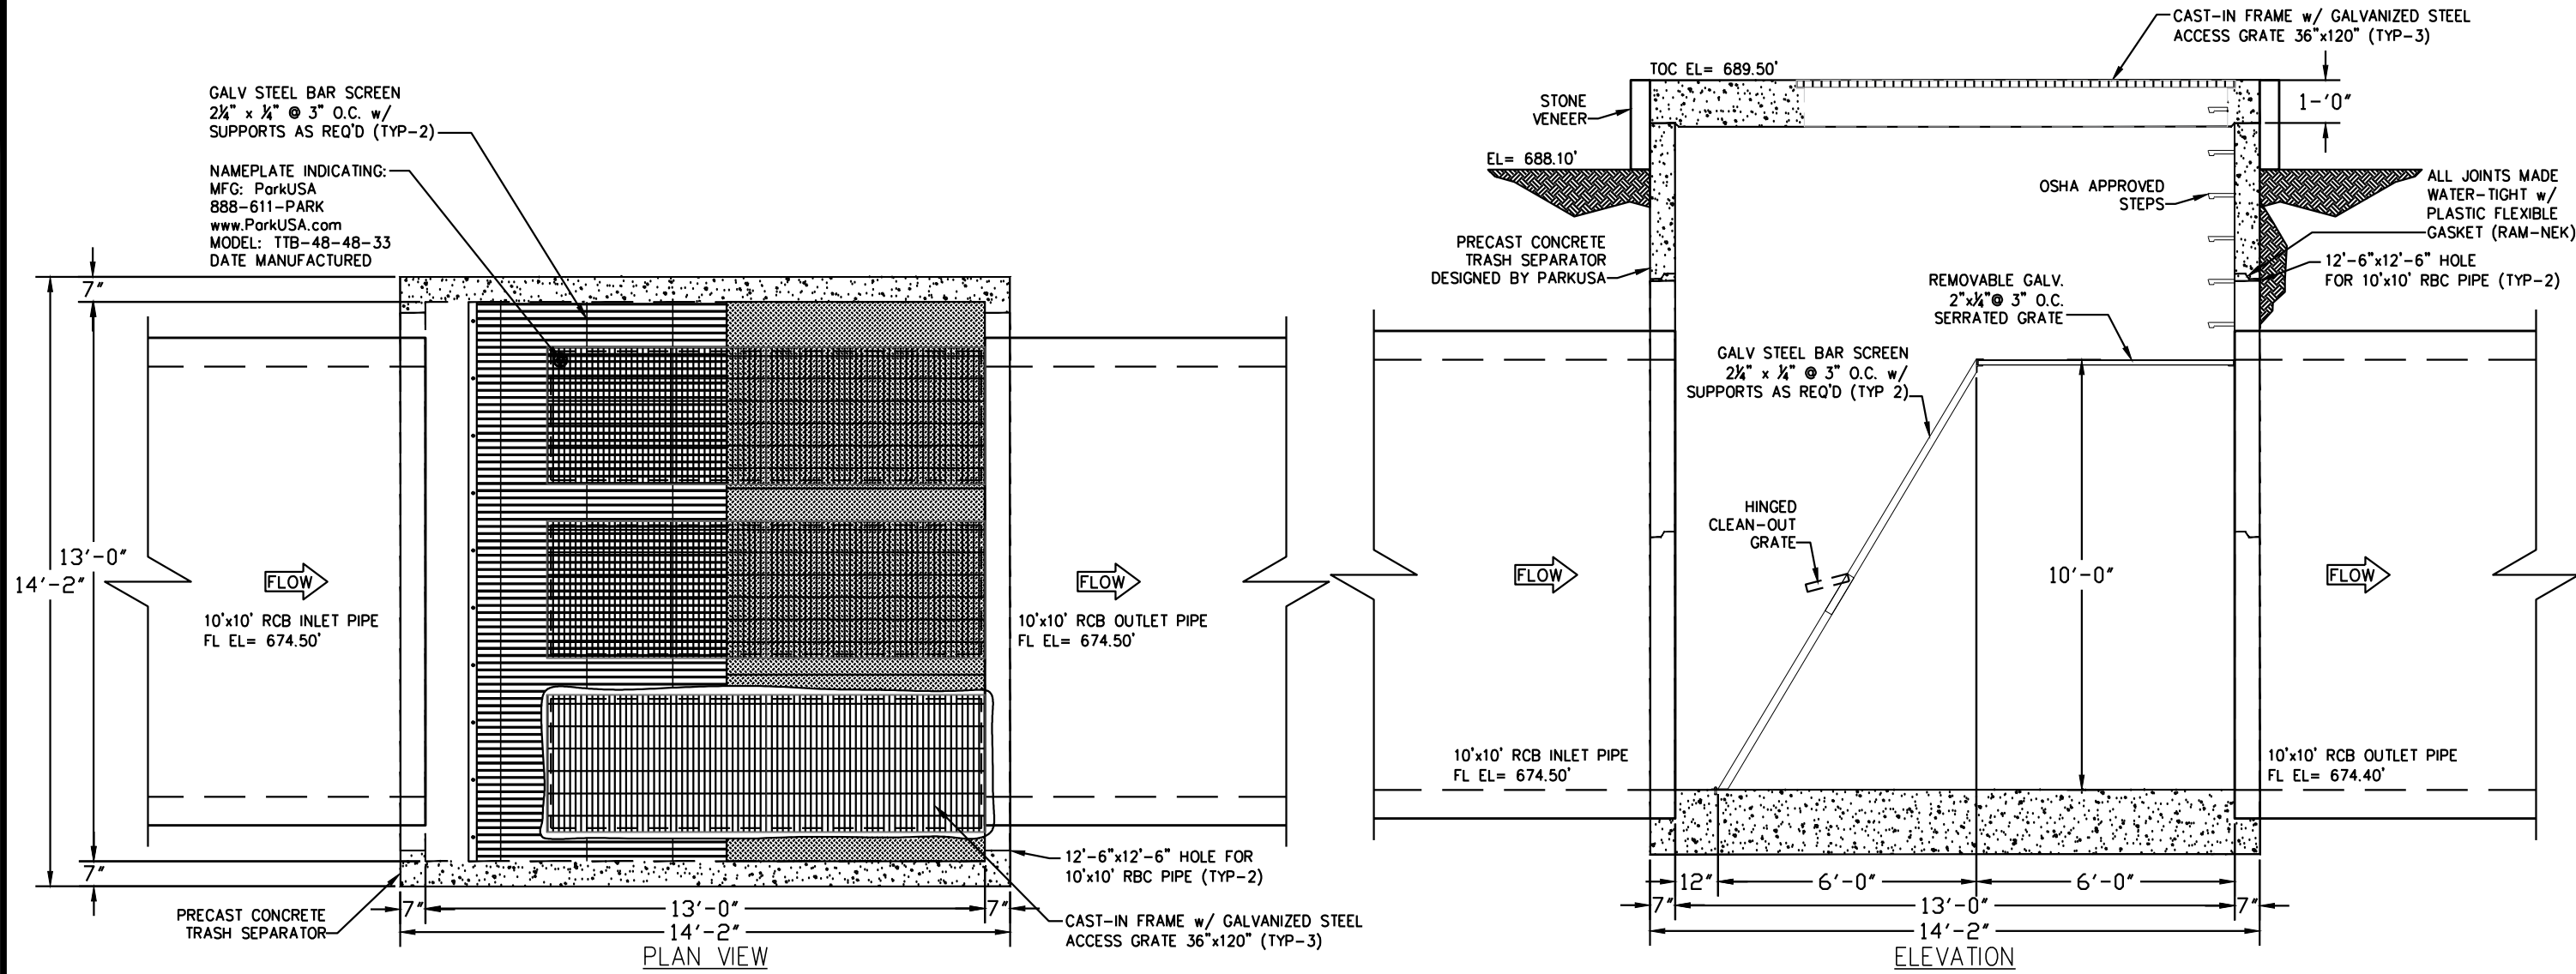 GALV STEEL BAR SCREEN
2¼" x ¼" @ 3" O.C. w/
SUPPORTS AS REQ'D (TYP-2)
NAMEPLATE INDICATING:
MFG: ParkUSA
888-611-PARK
www.ParkUSA.com
MODEL: TTB-48-48-33
DATE MANUFACTURED
7"
13'-0"
14'-2"
7"
FLOW
10'x10' RCB INLET PIPE
FL EL= 674.50'
FLOW
10'x10' RCB OUTLET PIPE
FL EL= 674.50'
12'-6"x12'-6" HOLE FOR
10'x10' RBC PIPE (TYP-2)
CAST-IN FRAME w/ GALVANIZED STEEL
ACCESS GRATE 36"x120" (TYP-3)
PRECAST CONCRETE
TRASH SEPARATOR
7"
13'-0"
7"
14'-2"
PLAN VIEW
CAST-IN FRAME w/ GALVANIZED STEEL
ACCESS GRATE 36"x120" (TYP-3)
TOC EL= 689.50'
STONE
VENEER
1'-0"
EL= 688.10'
OSHA APPROVED
STEPS
ALL JOINTS MADE
WATER-TIGHT w/
PLASTIC FLEXIBLE
GASKET (RAM-NEK)
PRECAST CONCRETE
TRASH SEPARATOR
DESIGNED BY PARKUSA
12'-6"x12'-6" HOLE
FOR 10'x10' RBC PIPE (TYP-2)
REMOVABLE GALV.
2"x¼"@ 3" O.C.
SERRATED GRATE
GALV STEEL BAR SCREEN
2¼" x ¼" @ 3" O.C. w/
SUPPORTS AS REQ'D (TYP 2)
HINGED
CLEAN-OUT
GRATE
10'-0"
FLOW
FLOW
10'x10' RCB INLET PIPE
FL EL= 674.50'
10'x10' RCB OUTLET PIPE
FL EL= 674.40'
12"
6'-0"
6'-0"
7"
13'-0"
7"
14'-2"
ELEVATION